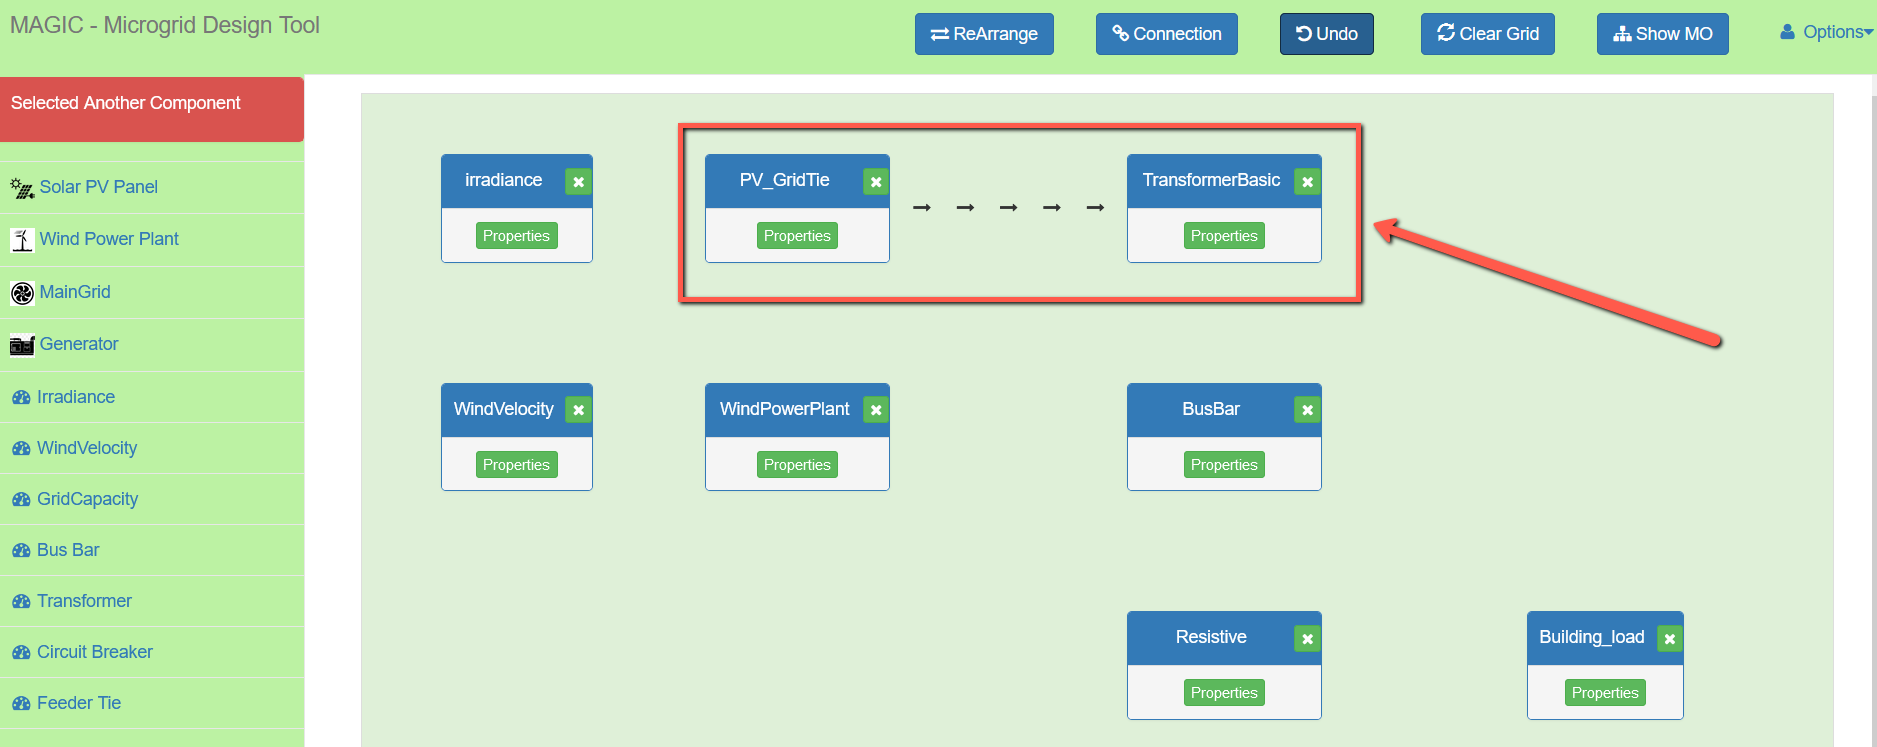 MAGIC - Microgrid Design Tool
ReArrange
Connection
Undo
Clear Grid
Show MO
Options
Selected Another Component
Solar PV Panel
Wind Power Plant
MainGrid
Generator
Irradiance
WindVelocity
GridCapacity
Bus Bar
Transformer
Circuit Breaker
Feeder Tie
irradiance
Properties
PV_GridTie
Properties
TransformerBasic
Properties
WindVelocity
Properties
WindPowerPlant
Properties
BusBar
Properties
Resistive
Properties
Building_load
Properties